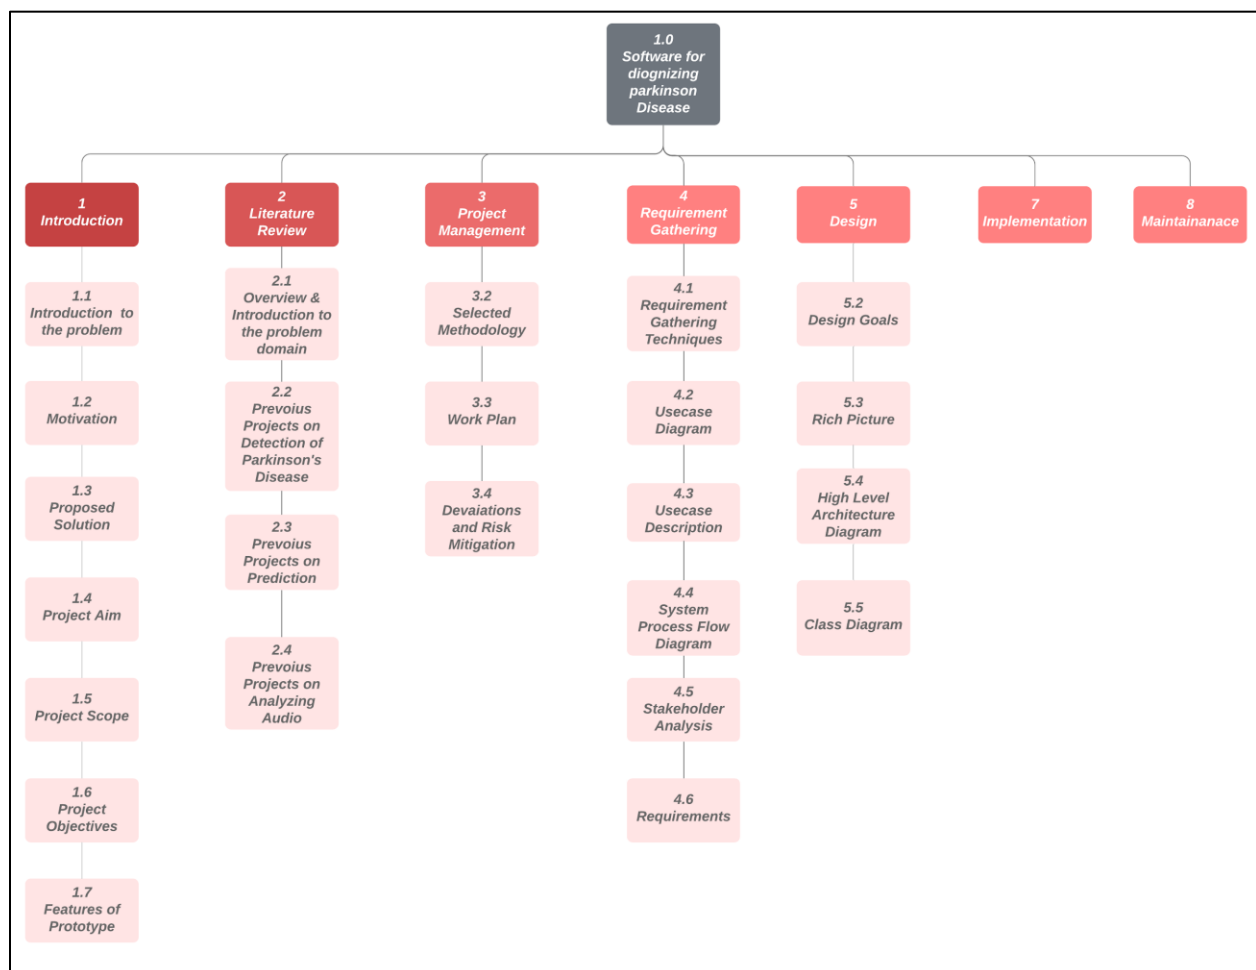 1.0
Software for
diognizing
parkinson
Disease
1
Introduction
2
Literature
Review
3
Project
Management
4
Requirement
Gathering
5
Design
7
Implementation
8
Maintainanace
1.1
Introduction to
the problem
1.2
Motivation
1.3
Proposed
Solution
1.4
Project Aim
1.5
Project Scope
1.6
Project
Objectives
1.7
Features of
Prototype
2.1
Overview &
Introduction to
the problem
domain
2.2
Prevoius
Projects on
Detection of
Parkinson's
Disease
2.3
Prevoius
Projects on
Prediction
2.4
Prevoius
Projects on
Analyzing
Audio
3.2
Selected
Methodology
3.3
Work Plan
3.4
Devaiations
and Risk
Mitigation
4.1
Requirement
Gathering
Techniques
4.2
Usecase
Diagram
4.3
Usecase
Description
4.4
System
Process Flow
Diagram
4.5
Stakeholder
Analysis
4.6
Requirements
5.2
Design Goals
5.3
Rich Picture
5.4
High Level
Architecture
Diagram
5.5
Class Diagram